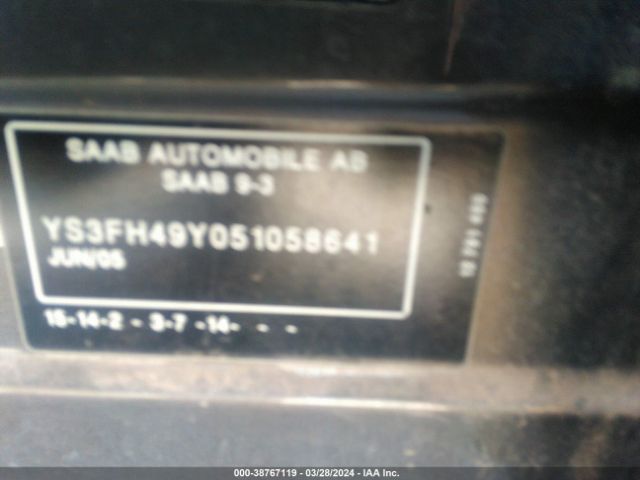 SAAB AUTOMOBILE AB
SAAB 9-3
YS3FH49Y051058641
JUN/05
15-14-2 - 3-7 -14- - -
000-38767119 - 03/28/2024 - IAA Inc.